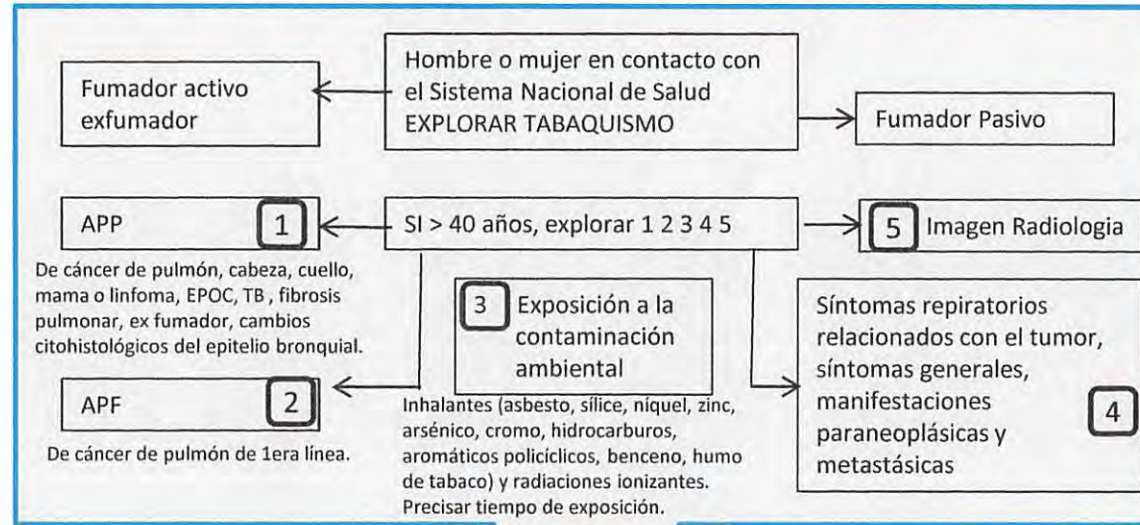 Hombre o mujer en contacto con
el Sistema Nacional de Salud
EXPLORAR TABAQUISMO
Fumador activo
exfumador
Fumador Pasivo
SI > 40 años, explorar 1 2 3 4 5
APP 1
De cáncer de pulmón, cabeza, cuello,
mama o linfoma, EPOC, TB , fibrosis
pulmonar, ex fumador, cambios
citohistológicos del epitelio bronquial.
APF 2
De cáncer de pulmón de 1era línea.
3 Exposición a la
contaminación
ambiental
Inhalantes (asbesto, sílice, níquel, zinc,
arsénico, cromo, hidrocarburos,
aromáticos policíclicos, benceno, humo
de tabaco) y radiaciones ionizantes.
Precisar tiempo de exposición.
5 Imagen Radiologia
Síntomas respiratorios
relacionados con el tumor,
síntomas generales,
manifestaciones
paraneoplásicas y
metastásicas
4